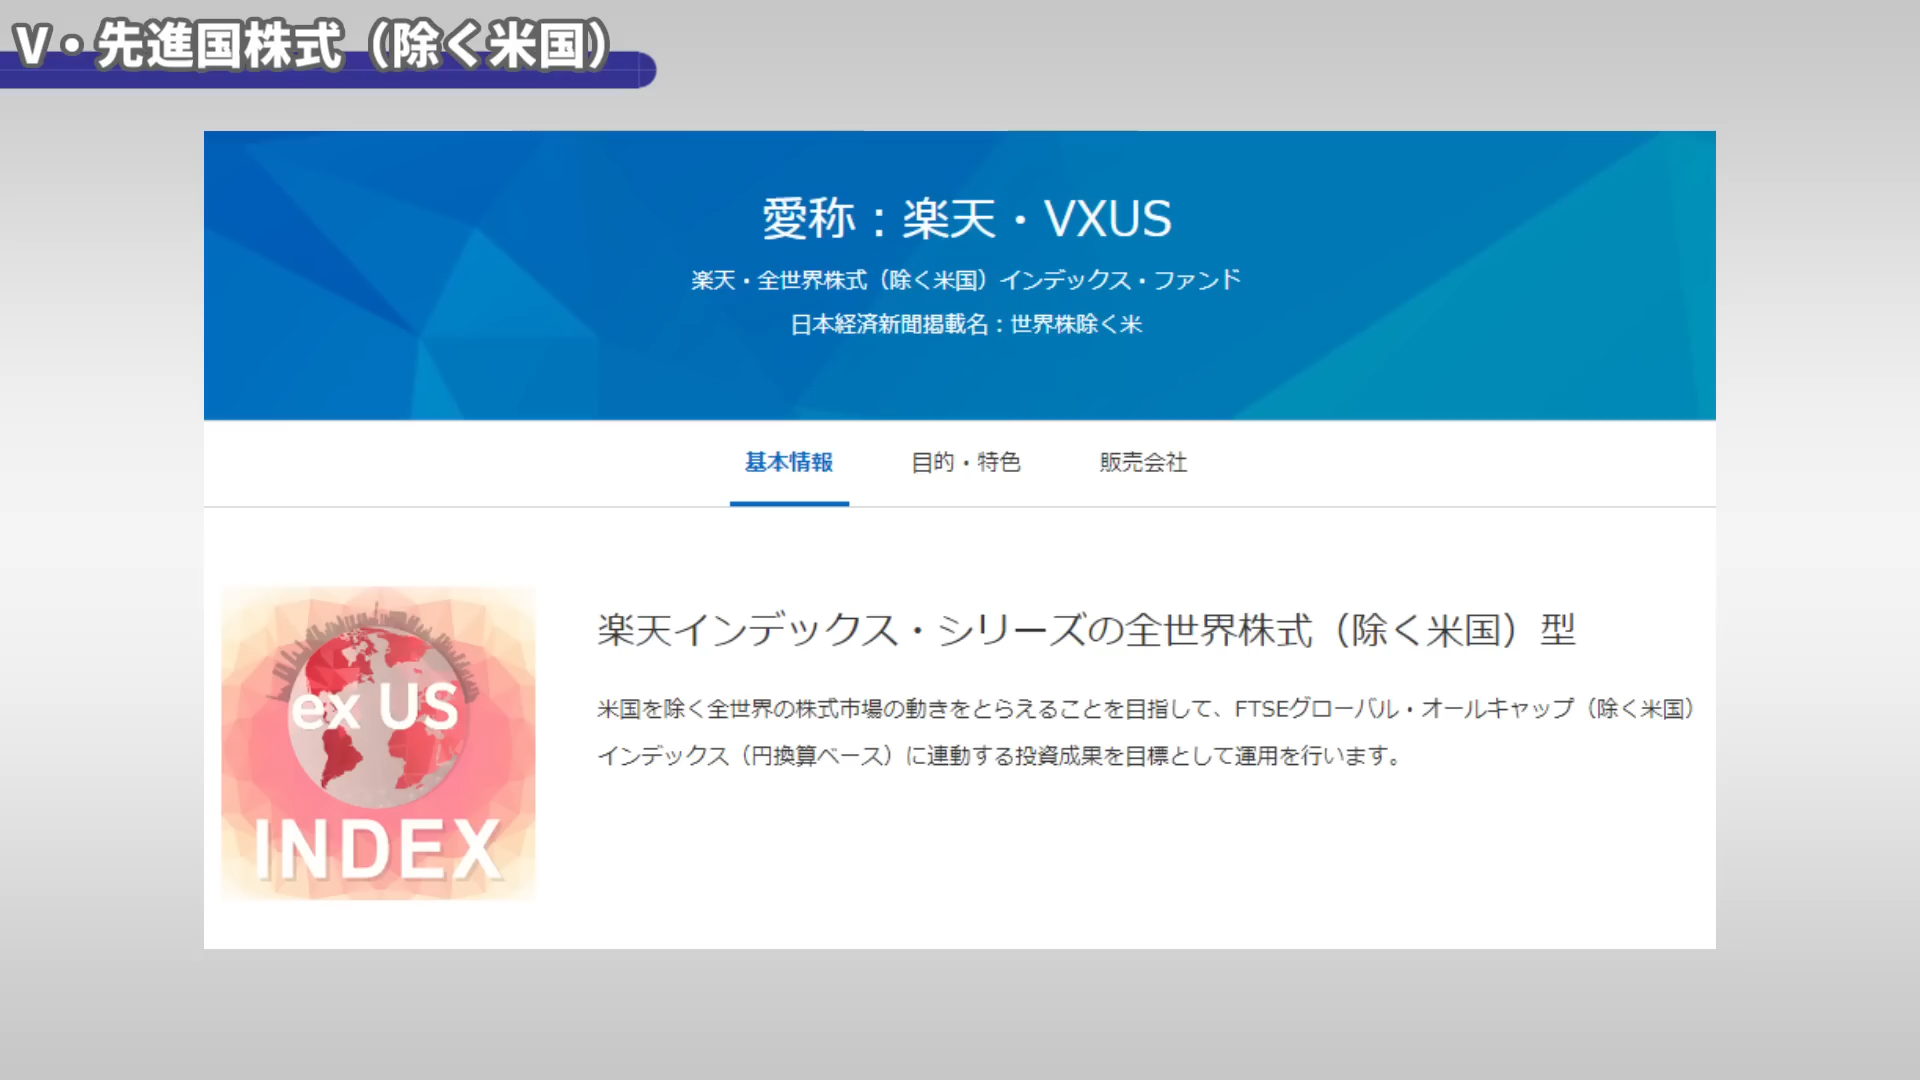 V・先進国株式（除く米国）
愛称：楽天・VXUS
楽天・全世界株式（除く米国）インデックス・ファンド
日本経済新聞掲載名：世界株除く米
基本情報
目的・特色
販売会社
ex US
INDEX
楽天インデックス・シリーズの全世界株式（除く米国）型
米国を除く全世界の株式市場の動きをとらえることを目指して、FTSEグローバル・オールキャップ（除く米国）
インデックス（円換算ベース）に連動する投資成果を目標として運用を行います。